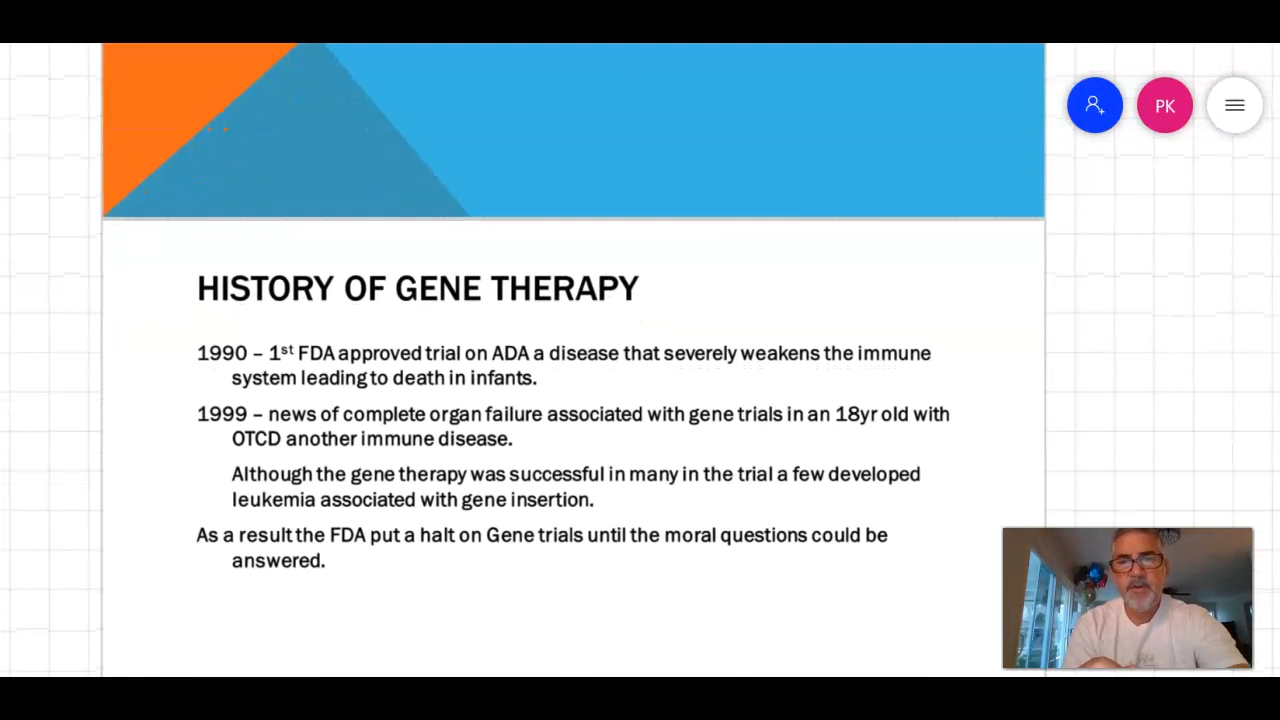 PK
HISTORY OF GENE THERAPY
1990 – 1st FDA approved trial on ADA a disease that severely weakens the immune
system leading to death in infants.
1999 – news of complete organ failure associated with gene trials in an 18yr old with
OTCD another immune disease.
Although the gene therapy was successful in many in the trial a few developed
leukemia associated with gene insertion.
As a result the FDA put a halt on Gene trials until the moral questions could be
answered.